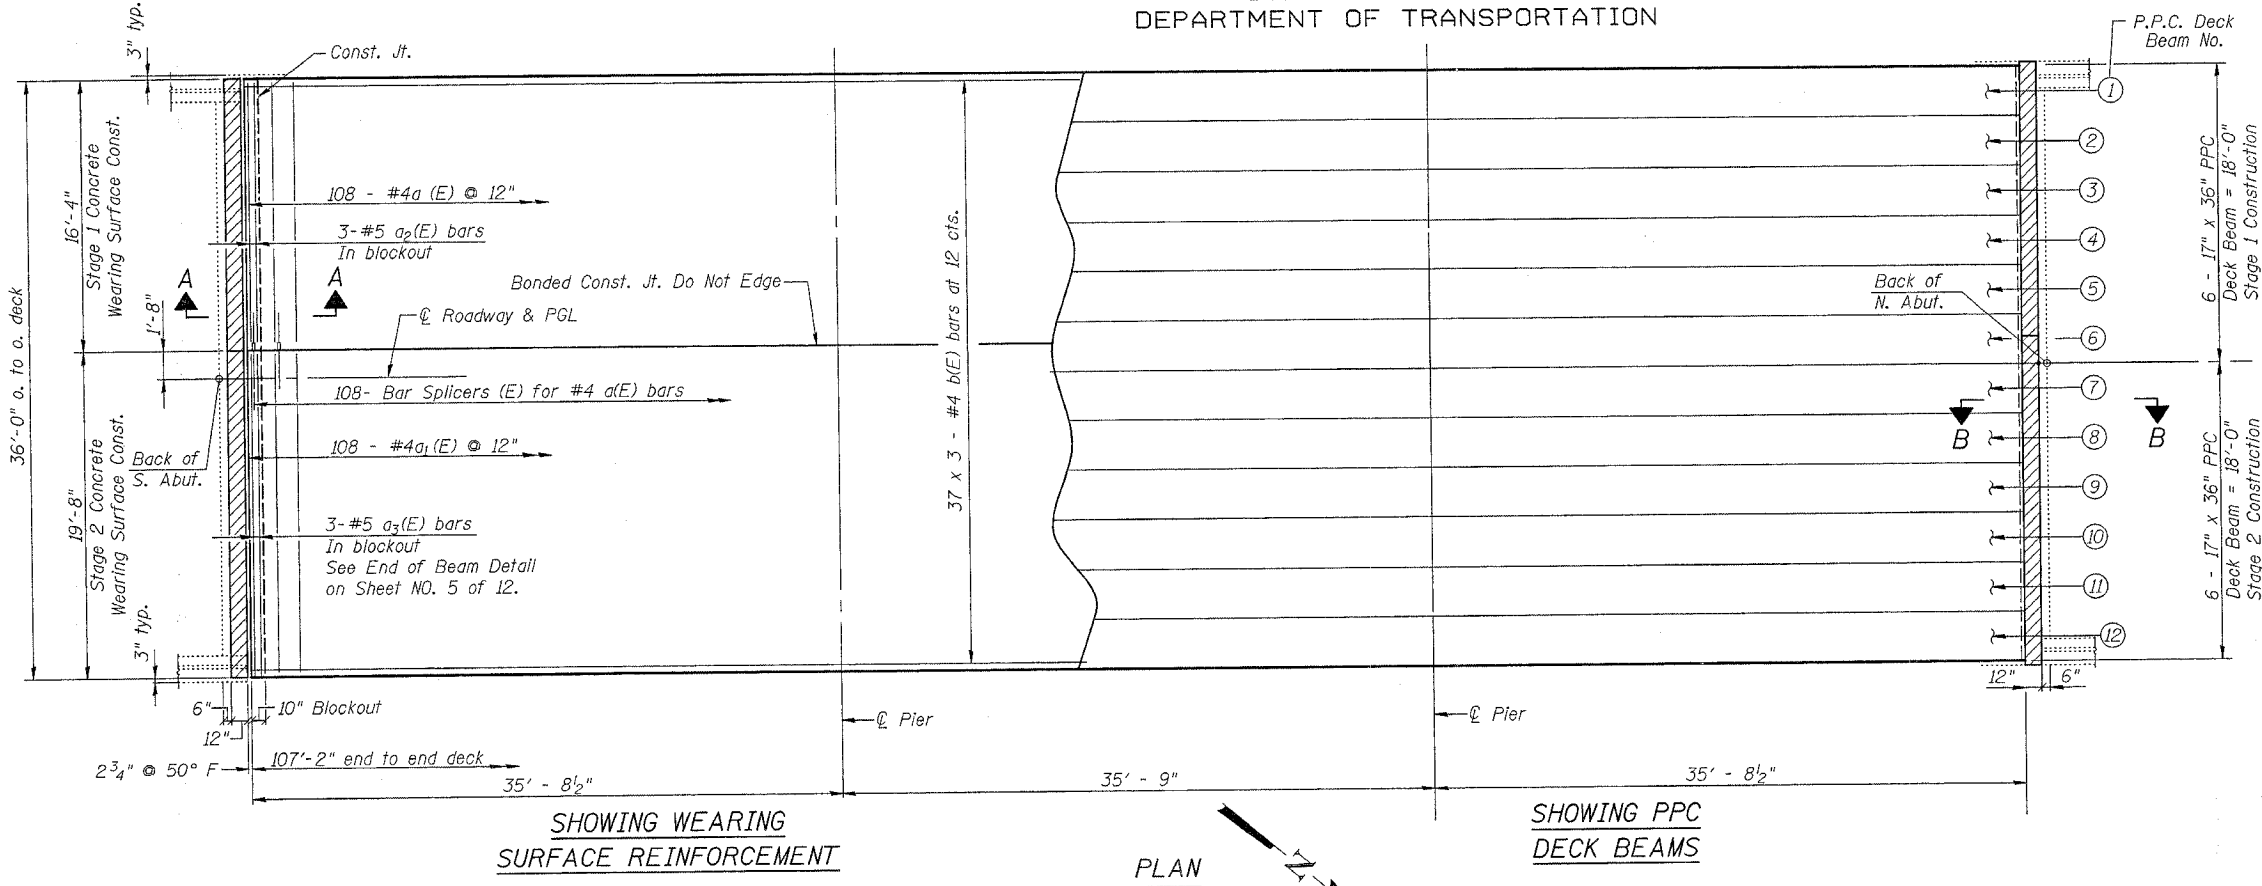 DEPARTMENT OF TRANSPORTATION
P.P.C. Deck
Beam No.
3" typ.
Const. Jt.
36'-0" o. to o. deck
16'-4"
Stage 1 Concrete
Wearing Surface Const.
1'-8"
19'-8"
Stage 2 Concrete
Wearing Surface Const.
3" typ.
A
A
108 - #4a (E) @ 12"
3-#5 a2(E) bars
In blockout
Bonded Const. Jt. Do Not Edge
℄ Roadway & PGL
108- Bar Splicers (E) for #4 a(E) bars
108 - #4a1(E) @ 12"
Back of
S. Abut.
3-#5 a3(E) bars
In blockout
See End of Beam Detail
on Sheet NO. 5 of 12.
37 x 3 - #4 b(E) bars at 12 cts.
1
2
3
4
5
6
7
8
9
10
11
12
Back of
N. Abut.
B
B
6 - 17" x 36" PPC
Deck Beam = 18'-0"
Stage 1 Construction
6 - 17" x 36" PPC
Deck Beam = 18'-0"
Stage 2 Construction
12"
6"
6"
10" Blockout
12"
℄ Pier
℄ Pier
2 3/4" @ 50° F
107'-2" end to end deck
35' - 8 1/2"
35' - 9"
35' - 8 1/2"
SHOWING WEARING
SURFACE REINFORCEMENT
SHOWING PPC
DECK BEAMS
PLAN
N